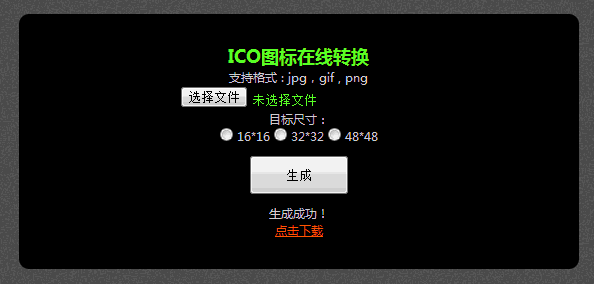 ICO图标在线转换
支持格式：jpg，gif，png
选择文件 未选择文件
目标尺寸：
16*16 32*32 48*48
生成
生成成功！
点击下载